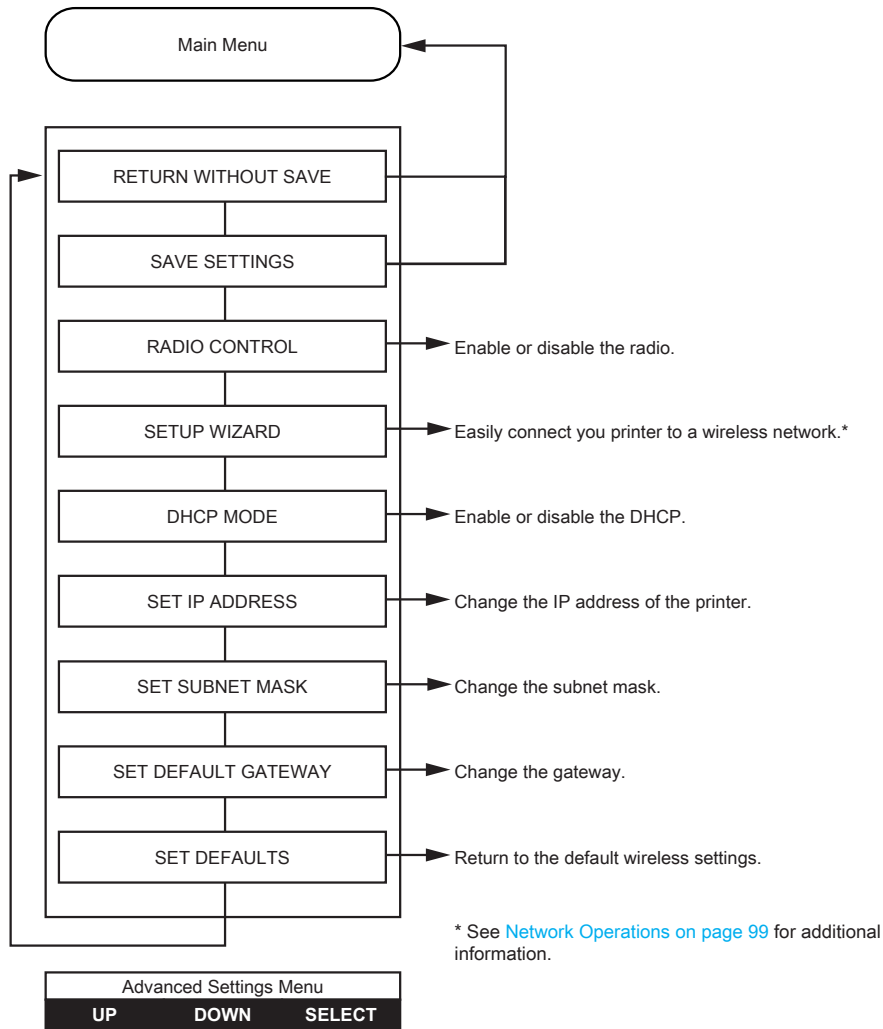 Main Menu
RETURN WITHOUT SAVE
SAVE SETTINGS
RADIO CONTROL
Enable or disable the radio.
SETUP WIZARD
Easily connect you printer to a wireless network.*
DHCP MODE
Enable or disable the DHCP.
SET IP ADDRESS
Change the IP address of the printer.
SET SUBNET MASK
Change the subnet mask.
SET DEFAULT GATEWAY
Change the gateway.
SET DEFAULTS
Return to the default wireless settings.
* See Network Operations on page 99 for additional
information.
Advanced Settings Menu
UP DOWN SELECT